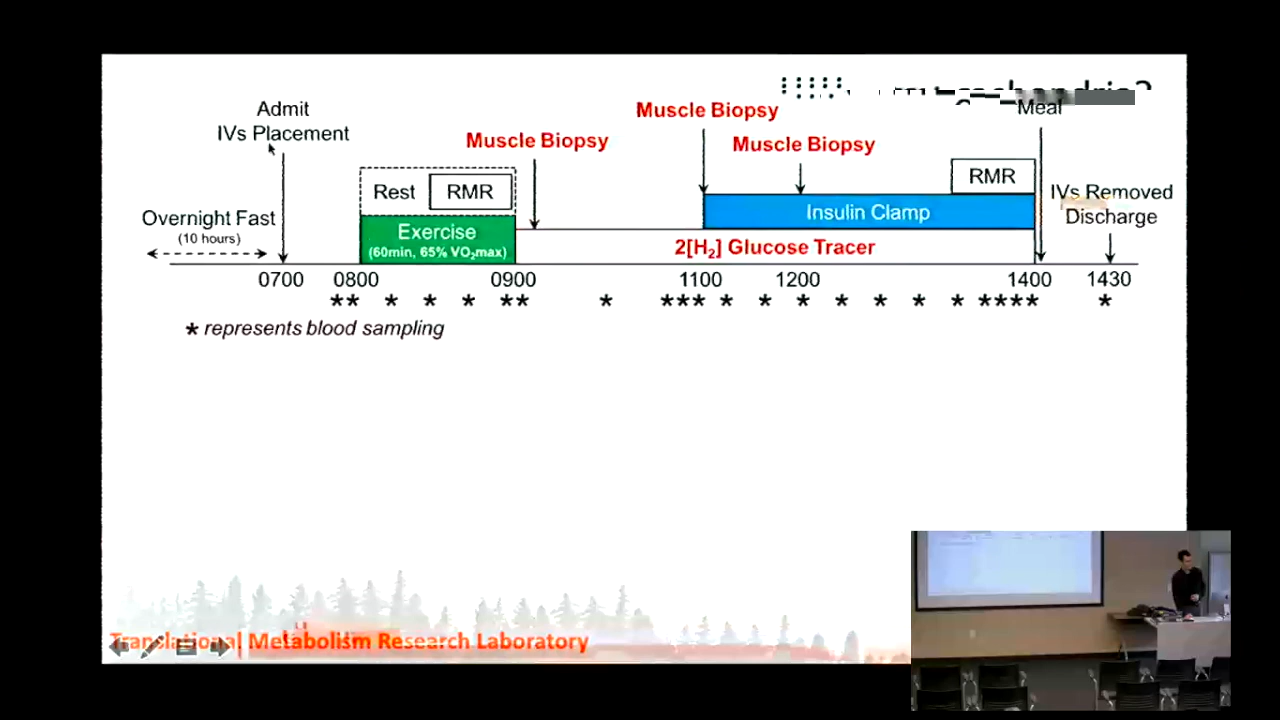 Admit
IVs Placement
Muscle Biopsy
Muscle Biopsy
Muscle Biopsy
Meal
Overnight Fast
(10 hours)
Rest
RMR
Exercise
(60min, 65% VO₂max)
RMR
Insulin Clamp
2[H₂] Glucose Tracer
IVs Removed
Discharge
0700 0800 0900 1100 1200 1400 1430
** * * * ** * *** * * * * * * * **** *
* represents blood sampling
Translational Metabolism Research Laboratory